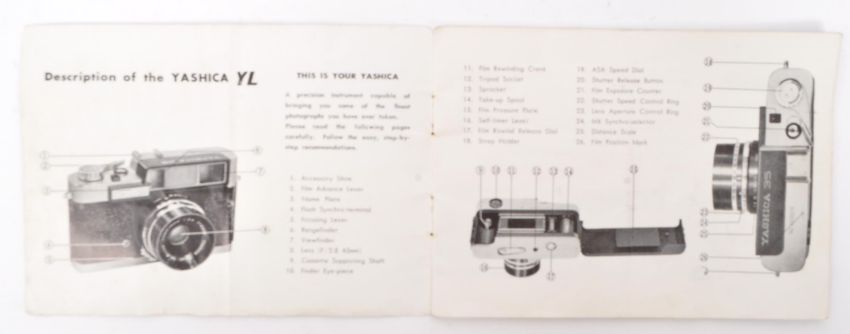 Description of the YASHICA YL
THIS IS YOUR YASHICA
A precision instrument capable of
bringing you some of the finest
photographs you have ever taken.
Please read the following pages
carefully. Follow the easy, step-by-
step recommendations.
1. Accessory Shoe
2. Film Advance Lever
3. Name Plate
4. Flash Synchro-terminal
5. Focusing Lever
6. Rangefinder
7. Viewfinder
8. Lens (F: 2.8 45mm)
9. Cassette Supporting Shaft
10. Finder Eye-piece
11. Film Rewinding Crank
12. Tripod Socket
13. Sprocket
14. Take-up Spool
15. Film Pressure Plate
16. Self-timer Lever
17. Film Rewind Release Dial
18. Strap Holder
19. ASA Speed Dial
20. Shutter Release Button
21. Film Exposure Counter
22. Shutter Speed Control Ring
23. Lens Aperture Control Ring
24. MX Synchro-selector
25. Distance Scale
26. Film Position Mark
YASHICA 35